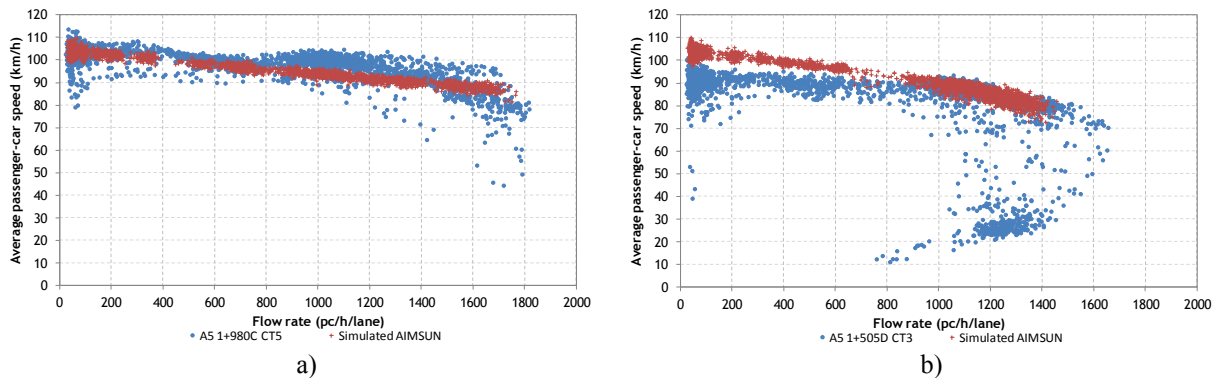 Average passenger-car speed (km/h)
120
110
100
90
80
70
60
50
40
30
20
10
0
0 200 400 600 800 1000 1200 1400 1600 1800 2000
Flow rate (pc/h/lane)
A5 1+980C CT5 Simulated AIMSUN
a)
Average passenger-car speed (km/h)
120
110
100
90
80
70
60
50
40
30
20
10
0
0 200 400 600 800 1000 1200 1400 1600 1800 2000
Flow rate (pc/h/lane)
A5 1+505D CT3 Simulated AIMSUN
b)